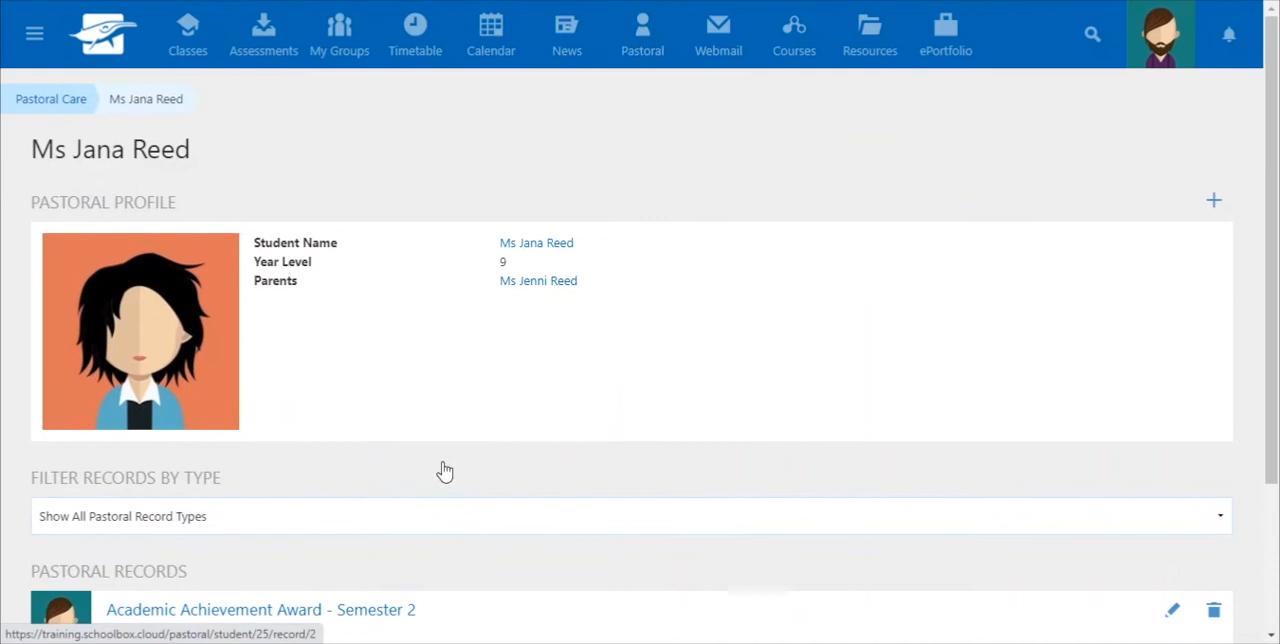 Classes Assessments My Groups Timetable Calendar News Pastoral Webmail Courses Resources ePortfolio
Pastoral Care Ms Jana Reed
Ms Jana Reed
PASTORAL PROFILE
Student Name Ms Jana Reed
Year Level 9
Parents Ms Jenni Reed
FILTER RECORDS BY TYPE
Show All Pastoral Record Types
PASTORAL RECORDS
Academic Achievement Award - Semester 2
https://training.schoolbox.cloud/pastoral/student/25/record/2